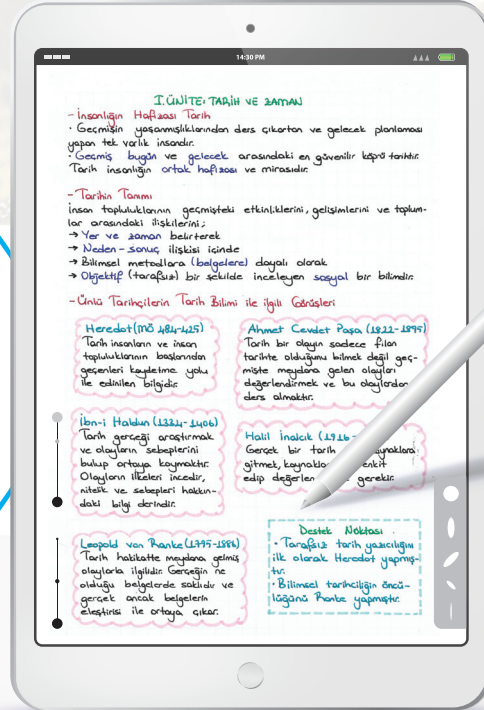 14:30 PM
I. ÜNİTE: TARİH VE ZAMAN
- İnsanlığın Hafızası Tarih
• Geçmişin yaşanmışlıklarından ders çıkartan ve gelecek planlaması
yapan tek varlık insandır.
• Geçmiş bugün ve gelecek arasındaki en güvenilir köprü tarihtir.
Tarih insanlığın ortak hafızası ve mirasıdır.
- Tarihin Tanımı
İnsan topluluklarının geçmişteki etkinliklerini, gelişimlerini ve toplum-
lar arasındaki ilişkilerini;
→ Yer ve zaman belirterek
→ Neden - sonuç ilişkisi içinde
→ Bilimsel metodlara (belgelere) dayalı olarak
→ Objektif (tarafsız) bir şekilde inceleyen sosyal bir bilimdir.
- Ünlü Tarihçilerin Tarih Bilimi ile ilgili Görüşleri
Heredot (MÖ 484-425)
Tarih insanların ve insan
topluluklarının başlarından
geçenleri kaydetme yolu
ile edinilen bilgidir.
Ahmet Cevdet Paşa (1822-1895)
Tarih bir olayın sadece filan
tarihte olduğunu bilmek değil geç-
mişte meydana gelen olayları
değerlendirmek ve bu olaylardan
ders almaktır.
İbn-i Haldun (1334-1406)
Tarih gerçeği araştırmak
ve olayların sebeplerini
bulup ortaya koymaktır.
Olayların ilkeleri incedir,
nitelik ve sebepleri hakkın-
daki bilgi derindir.
Halil İnalcık (1916-
Gerçek bir tarih
gitmek,
edip gerekir.
Leopold von Ranke (1795-1886)
Tarih hakikatte meydana gelmiş
olaylarla ilgilidir. Gerçeğin ne
olduğu belgelerde saklıdır ve
gerçek ancak belgelerin
eleştirisi ile ortaya çıkar.
Destek Noktası
• Tarafsız tarih yazıcılığını
ilk olarak Heredot yapmış-
tır.
• Bilimsel tarihçiliğin öncü-
lüğünü Ranke yapmıştır.